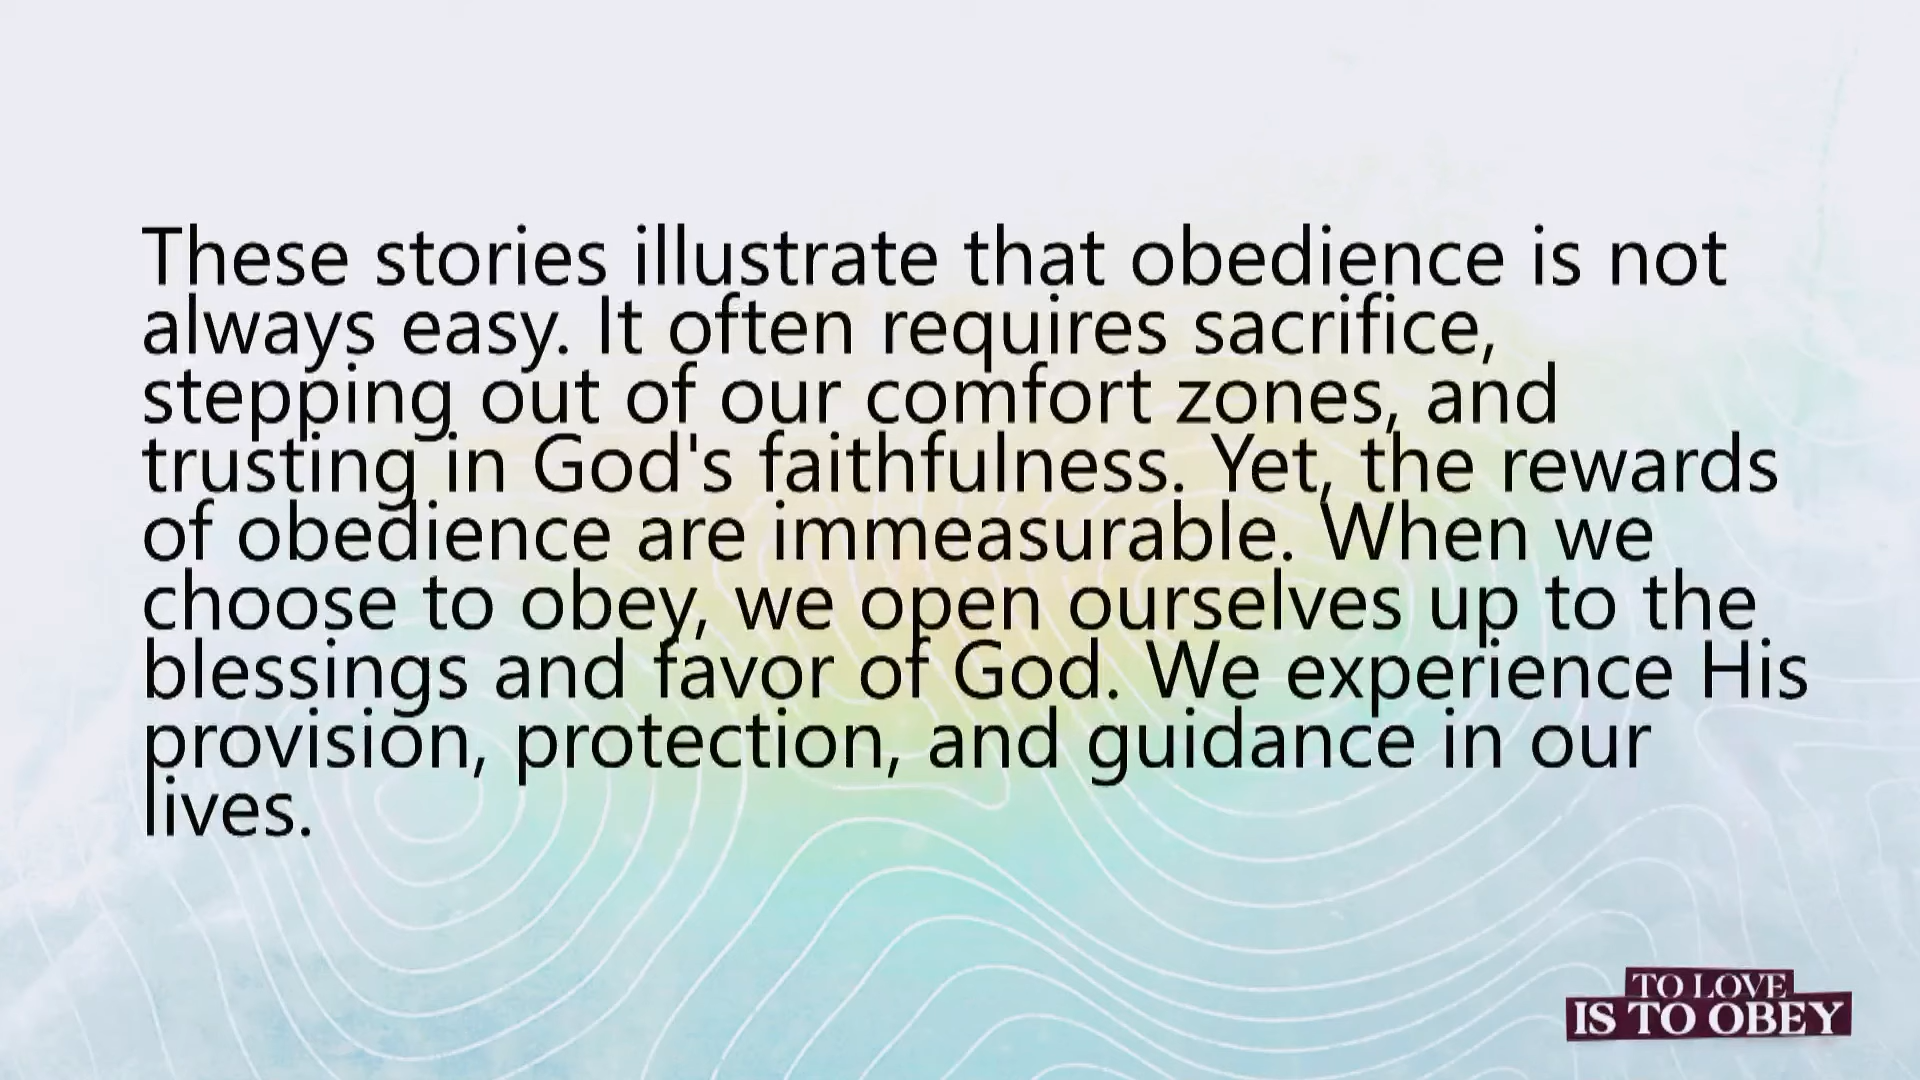 These stories illustrate that obedience is not
always easy. It often requires sacrifice,
stepping out of our comfort zones, and
trusting in God's faithfulness. Yet, the rewards
of obedience are immeasurable. When we
choose to obey, we open ourselves up to the
blessings and favor of God. We experience His
provision, protection, and guidance in our
lives.
TO LOVE
IS TO OBEY